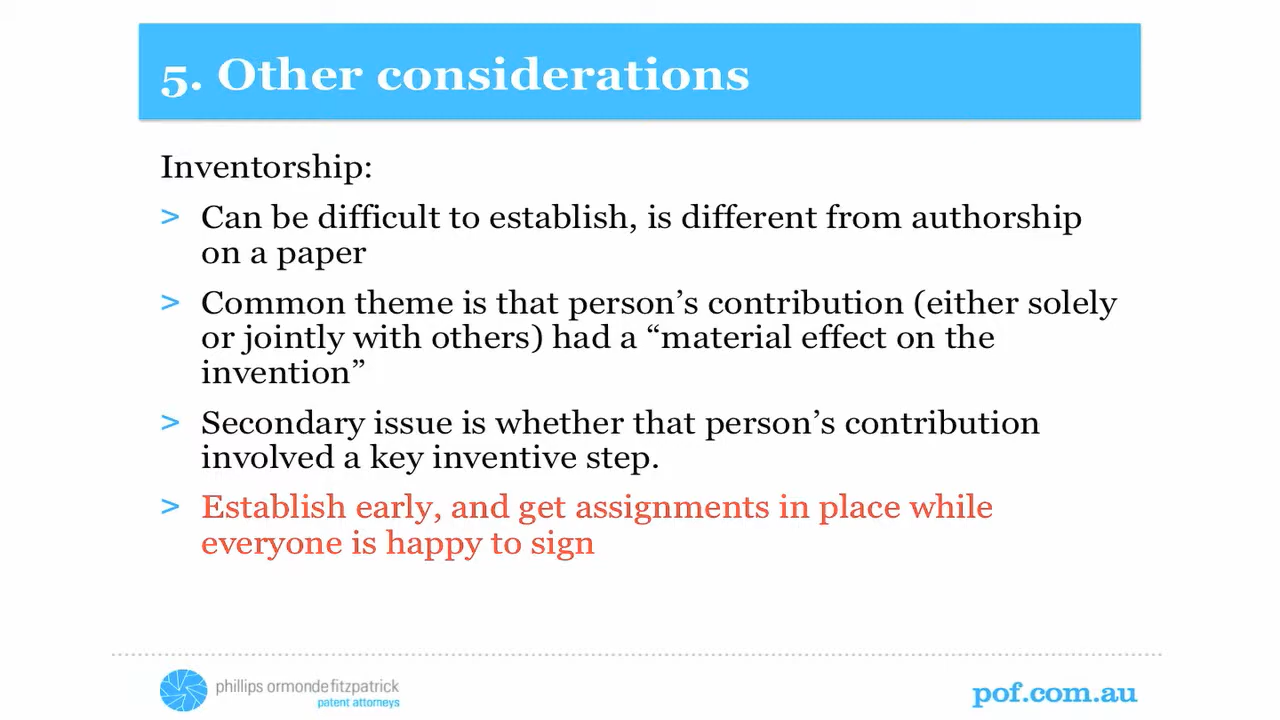 5. Other considerations
Inventorship:
> Can be difficult to establish, is different from authorship
on a paper
> Common theme is that person’s contribution (either solely
or jointly with others) had a “material effect on the
invention”
> Secondary issue is whether that person’s contribution
involved a key inventive step.
> Establish early, and get assignments in place while
everyone is happy to sign
phillips ormonde fitzpatrick
patent attorneys
pof.com.au